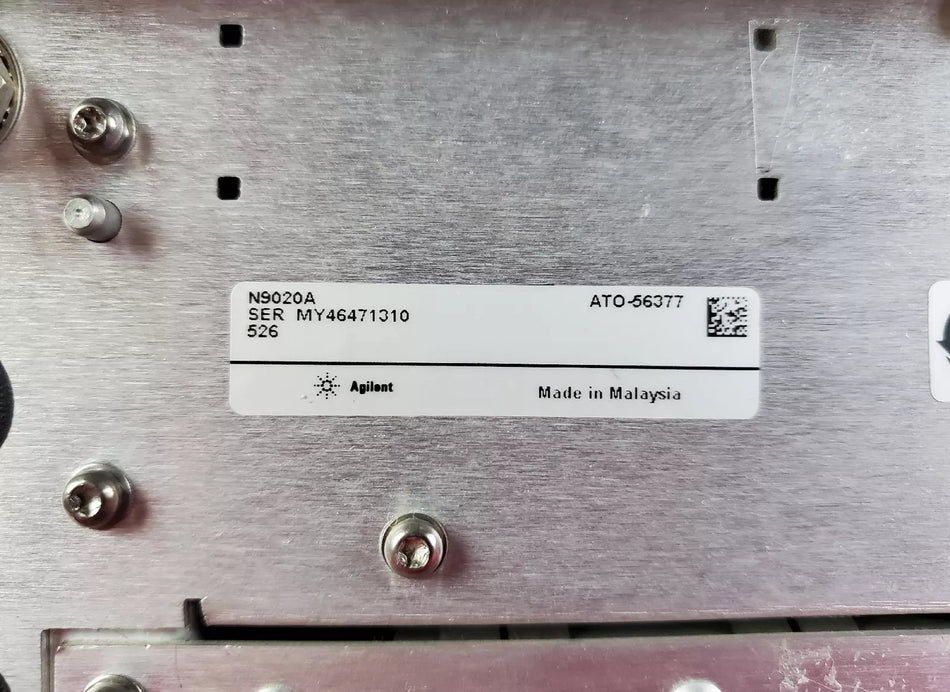 N9020A ATO-56377
SER MY46471310
526
Agilent
Made in Malaysia